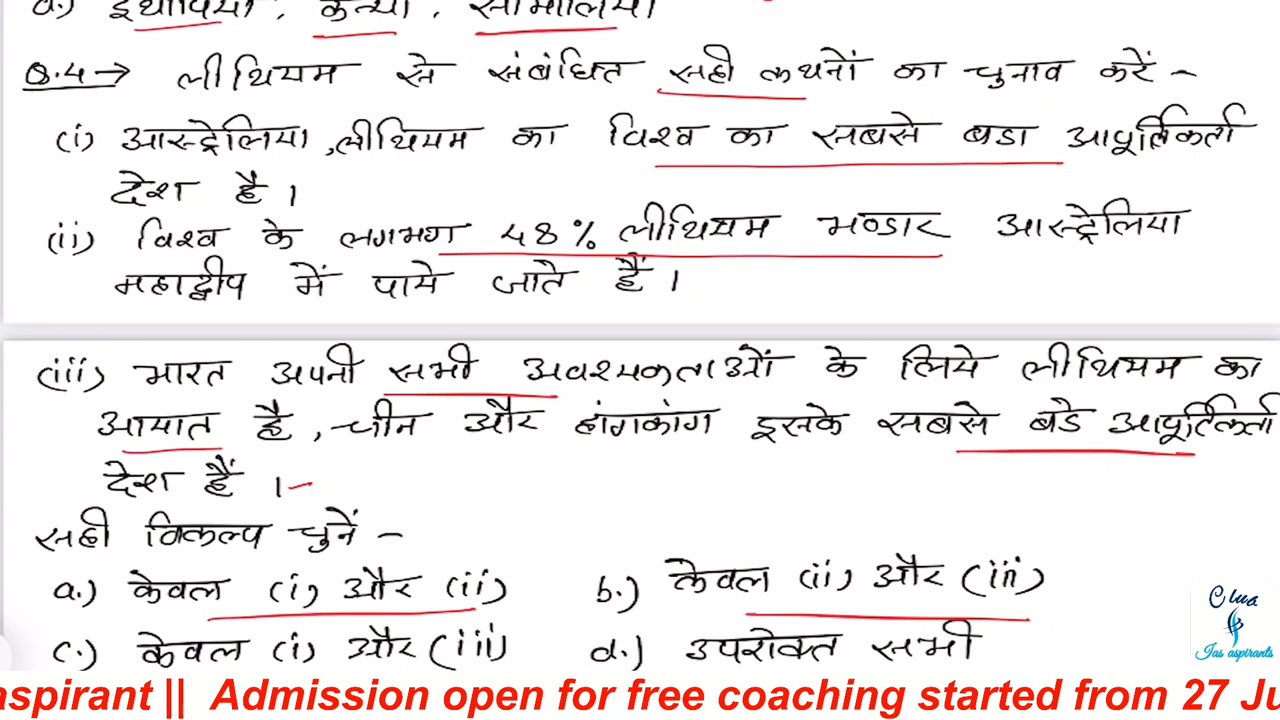 a.) इथोपिया, केन्या, सोमालिया
Q.4→ लीथियम से संबंधित सही कथनों का चुनाव करें -
(i) आस्ट्रेलिया, लीथियम का विश्व का सबसे बडा आपूर्तिकर्ता
देश है।
(ii) विश्व के लगभग 48% लीथियम भण्डार आस्ट्रेलिया
महाद्वीप में पाये जाते हैं।
(iii) भारत अपनी सभी अवश्यकताओं के लिये लीथियम का
आयात है, चीन और हांगकांग इसके सबसे बडे आपूर्तिकर्ता
देश हैं।
सही विकल्प चुनें -
a.) केवल (i) और (ii) b.) केवल (ii) और (iii)
c.) केवल (i) और (iii) d.) उपरोक्त सभी
Jas aspirants
aspirant || Admission open for free coaching started from 27 Ju